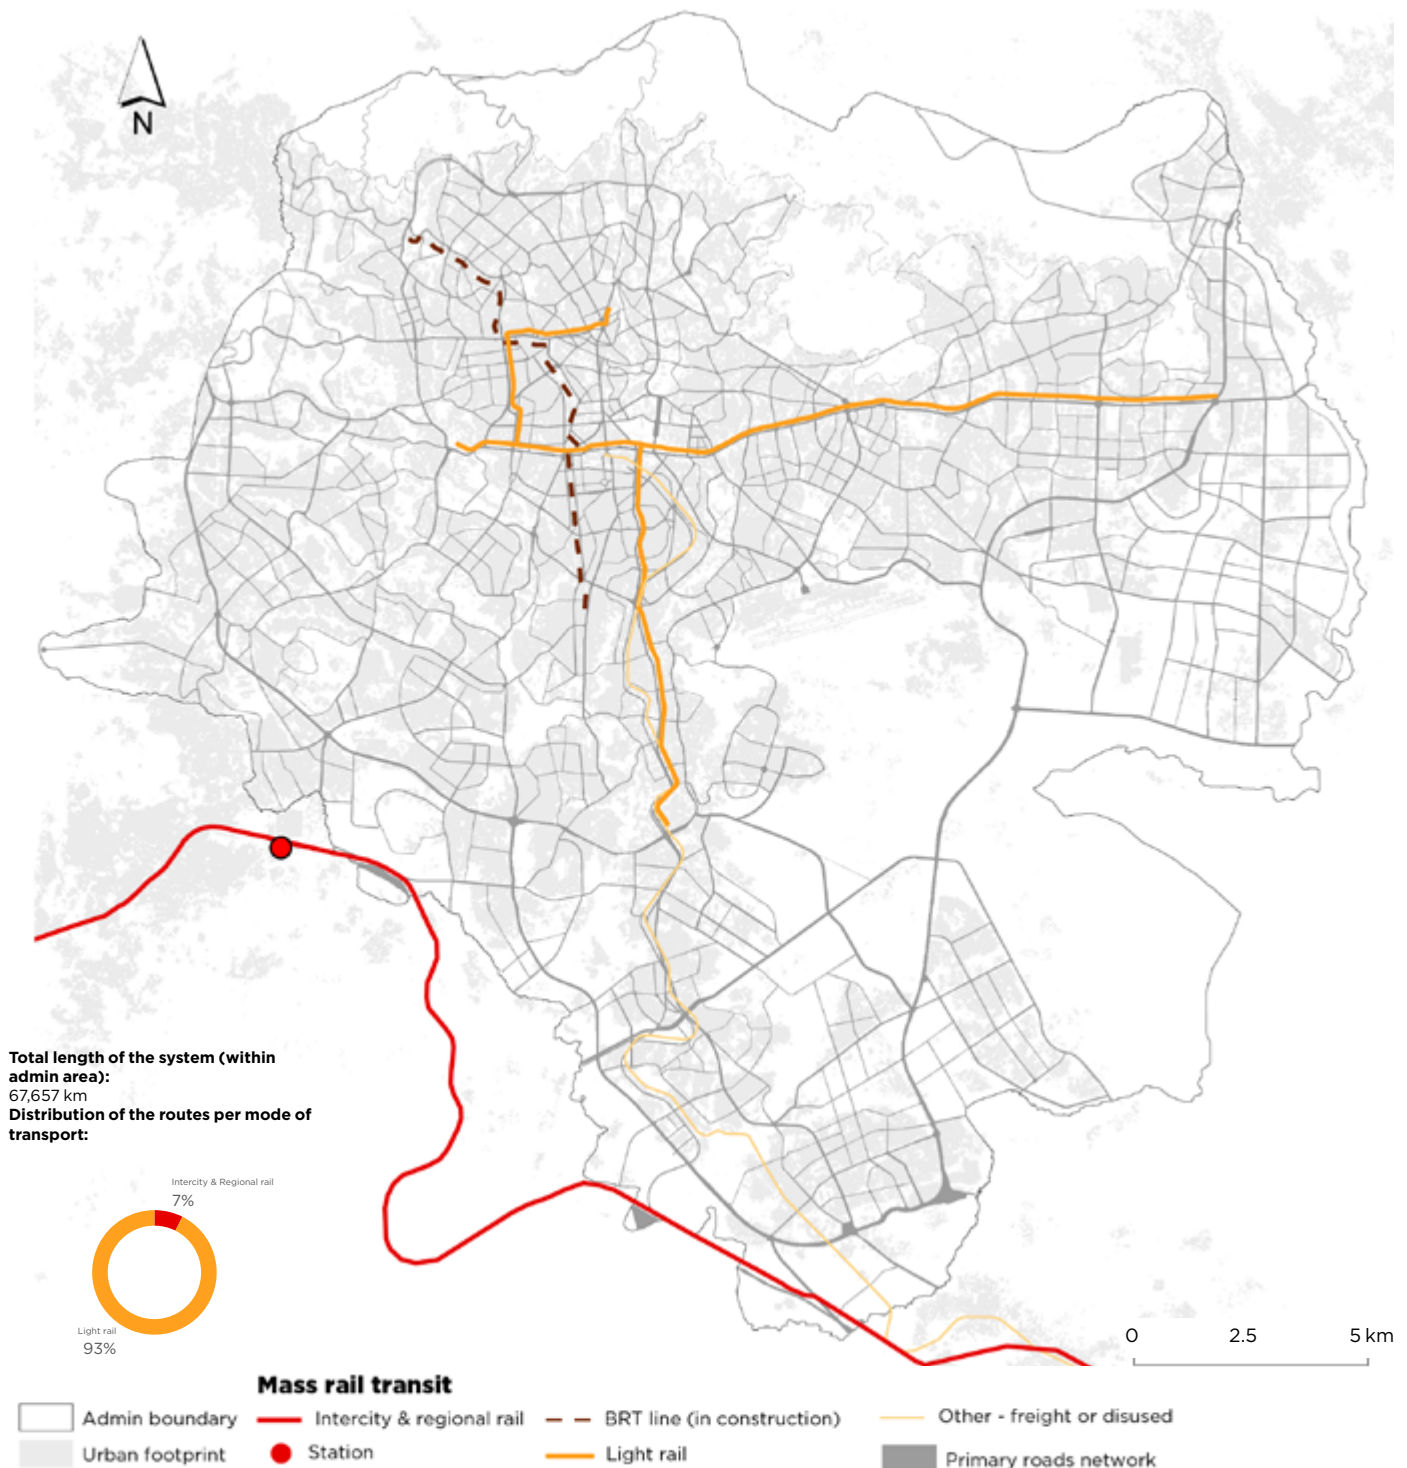 N
Total length of the system (within
admin area):
67,657 km
Distribution of the routes per mode of
transport:
Intercity & Regional rail
7%
Light rail
93%
0 2.5 5 km
Mass rail transit
Admin boundary
Intercity & regional rail
BRT line (in construction)
Other - freight or disused
Urban footprint
Station
Light rail
Primary roads network